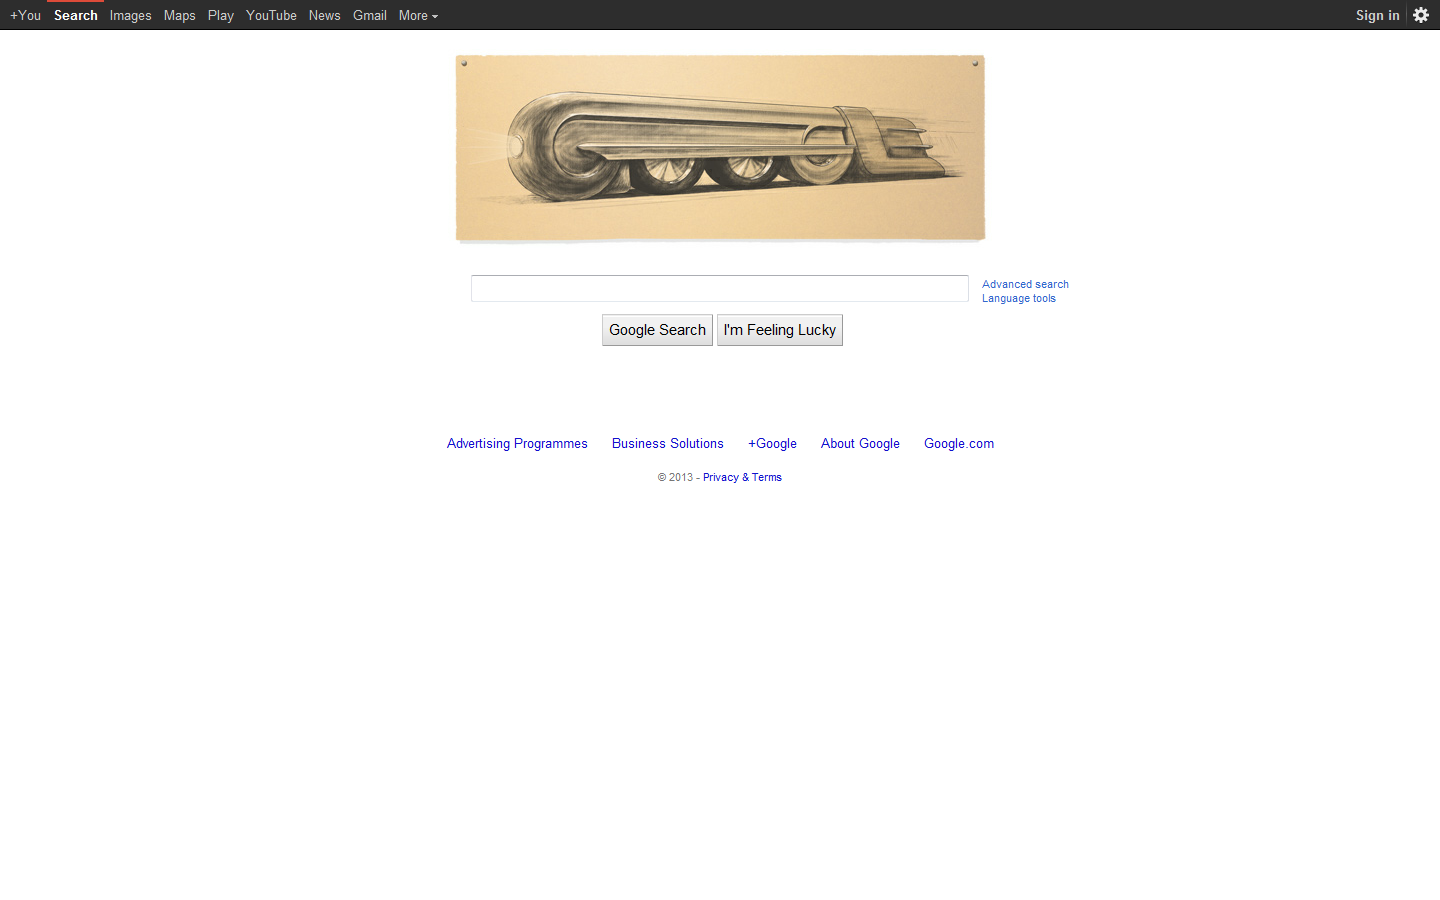 +You Search Images Maps Play YouTube News Gmail More Sign in
Advanced search
Language tools
Google Search I'm Feeling Lucky
Advertising Programmes Business Solutions +Google About Google Google.com
© 2013 - Privacy & Terms